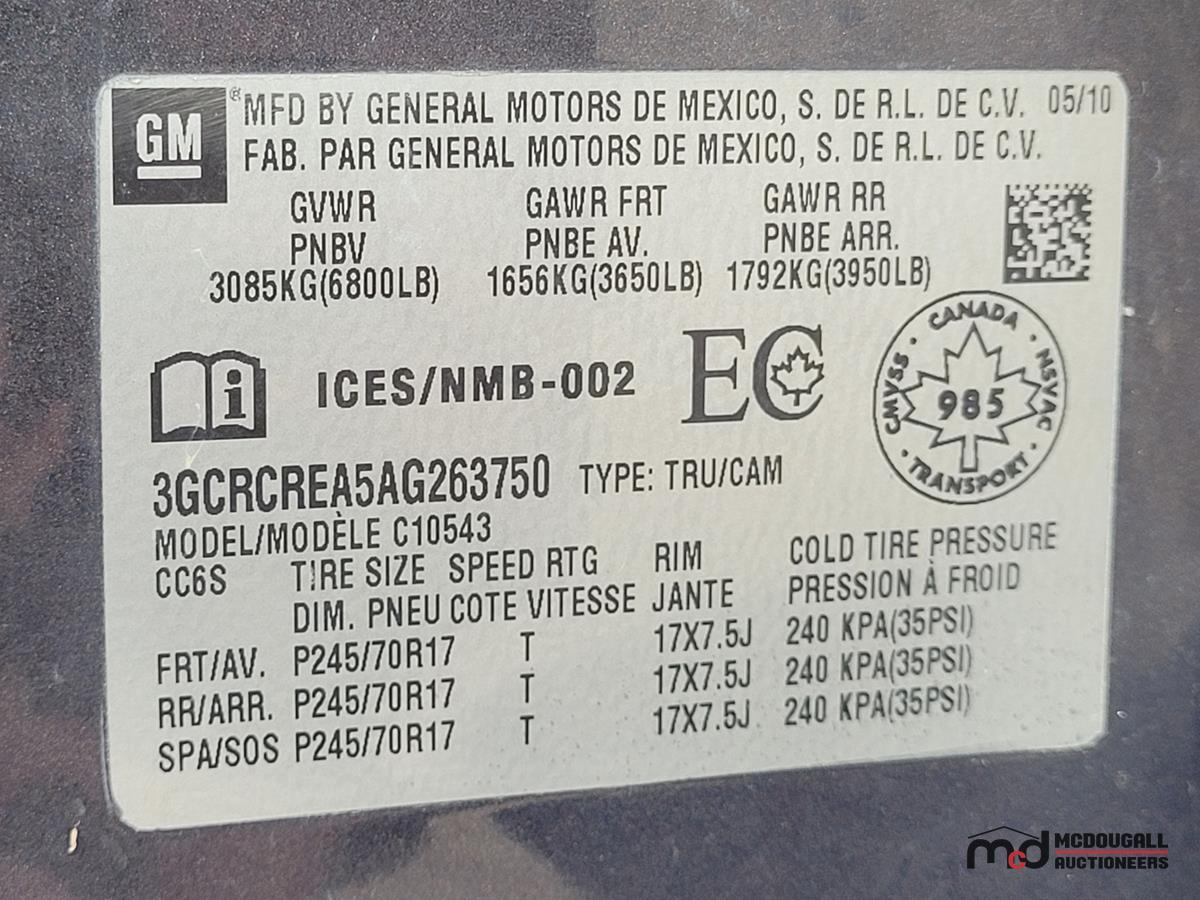 GM
® MFD BY GENERAL MOTORS DE MEXICO, S. DE R.L. DE C.V. 05/10
FAB. PAR GENERAL MOTORS DE MEXICO, S. DE R.L. DE C.V.
GVWR GAWR FRT GAWR RR
PNBV PNBE AV. PNBE ARR.
3085KG(6800LB) 1656KG(3650LB) 1792KG(3950LB)
i ICES/NMB-002 EC
CANADA
CMVSS · 985 · NSVAC
· TRANSPORT ·
3GCRCREA5AG263750 TYPE: TRU/CAM
MODEL/MODÈLE C10543
CC6S TIRE SIZE SPEED RTG RIM COLD TIRE PRESSURE
DIM. PNEU COTE VITESSE JANTE PRESSION À FROID
FRT/AV. P245/70R17 T 17X7.5J 240 KPA(35PSI)
RR/ARR. P245/70R17 T 17X7.5J 240 KPA(35PSI)
SPA/SOS P245/70R17 T 17X7.5J 240 KPA(35PSI)
mcd MCDOUGALL
AUCTIONEERS